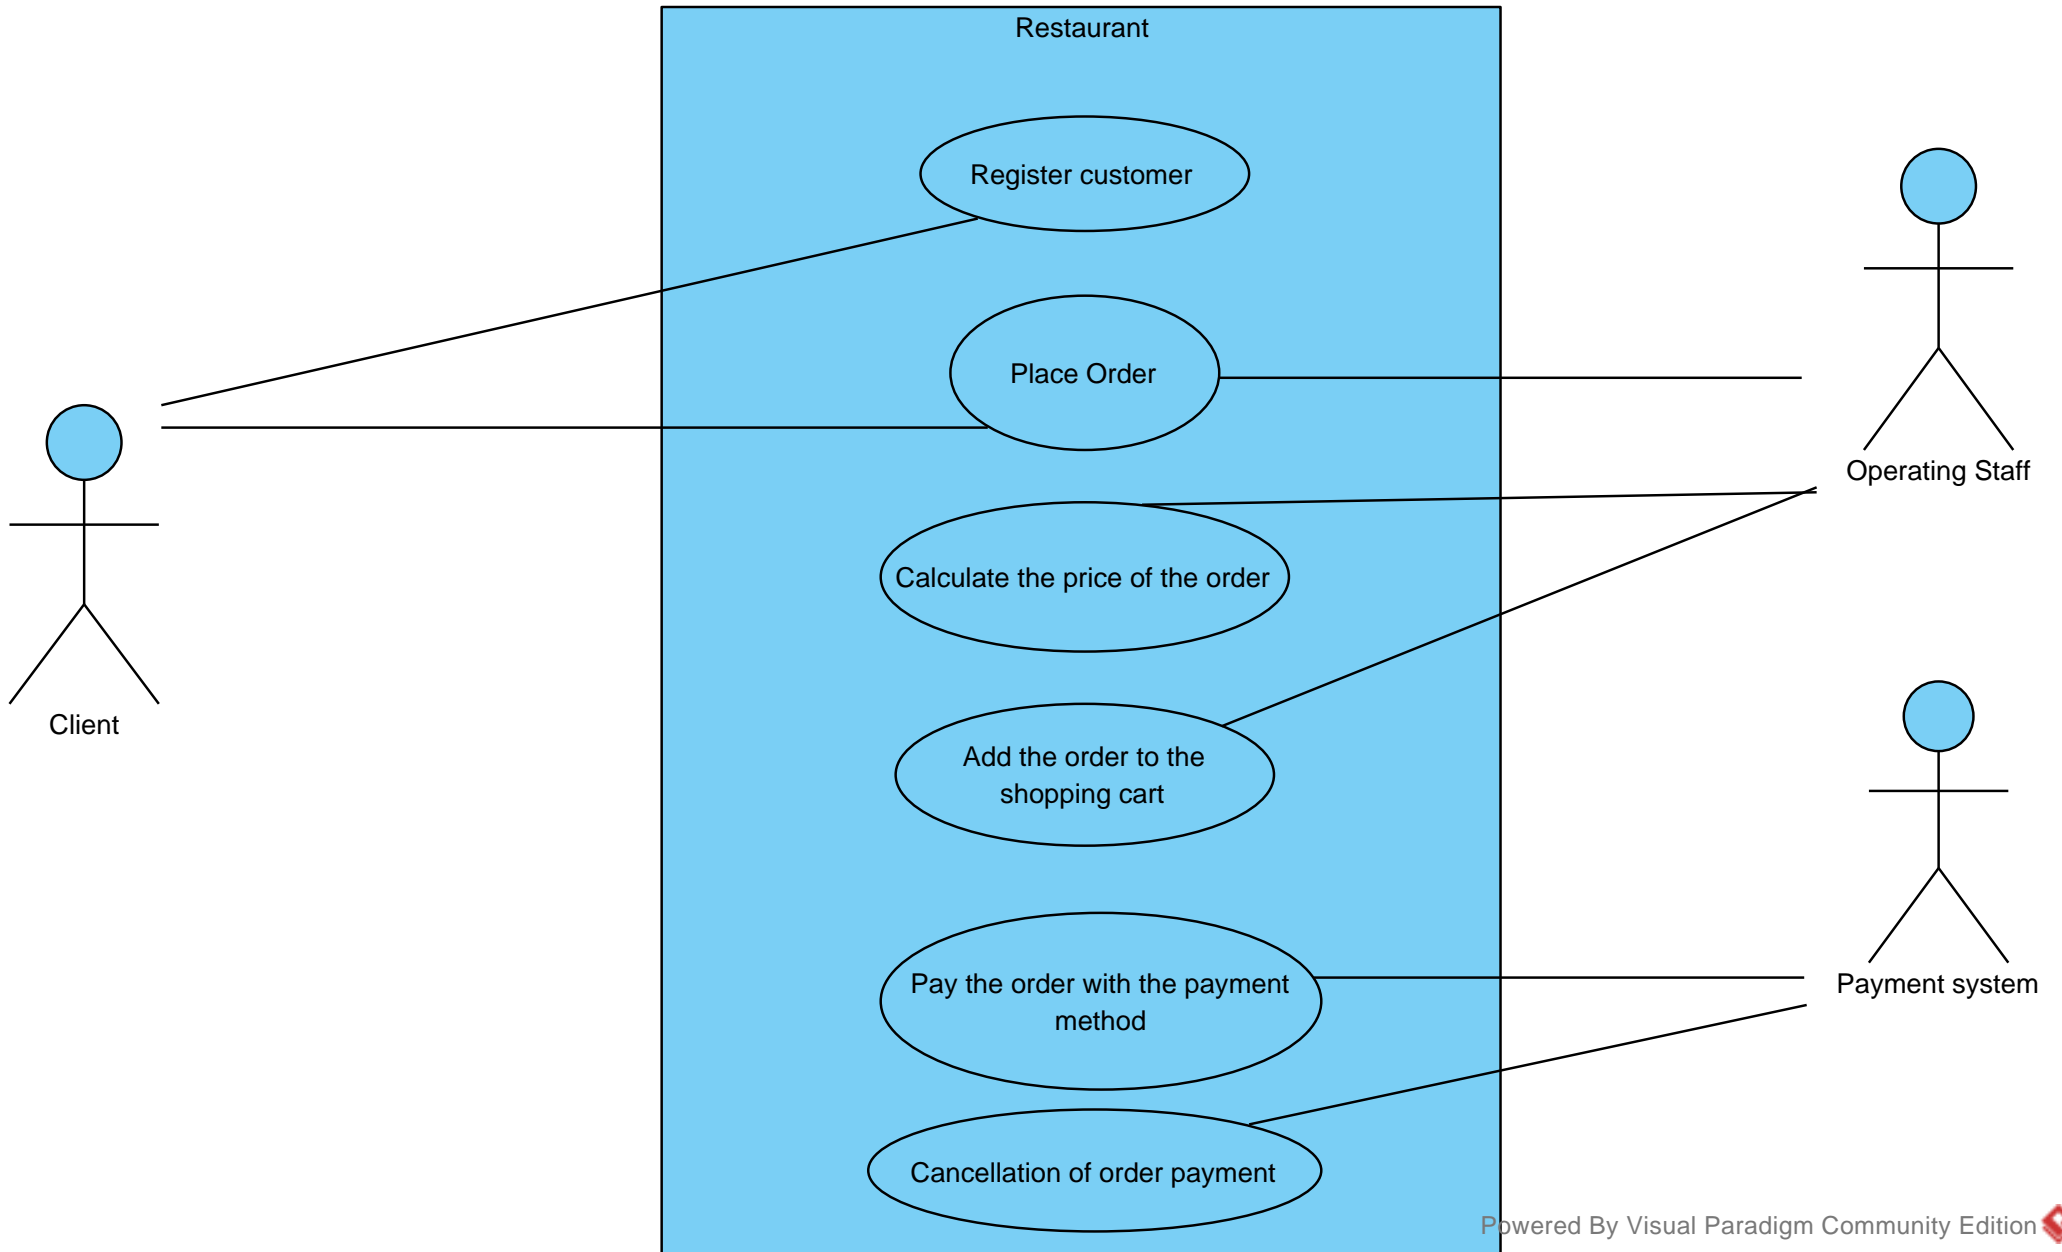 Restaurant
Register customer
Place Order
Operating Staff
Calculate the price of the order
Client
Add the order to the
shopping cart
Pay the order with the payment
method
Payment system
Cancellation of order payment
Powered By Visual Paradigm Community Edition